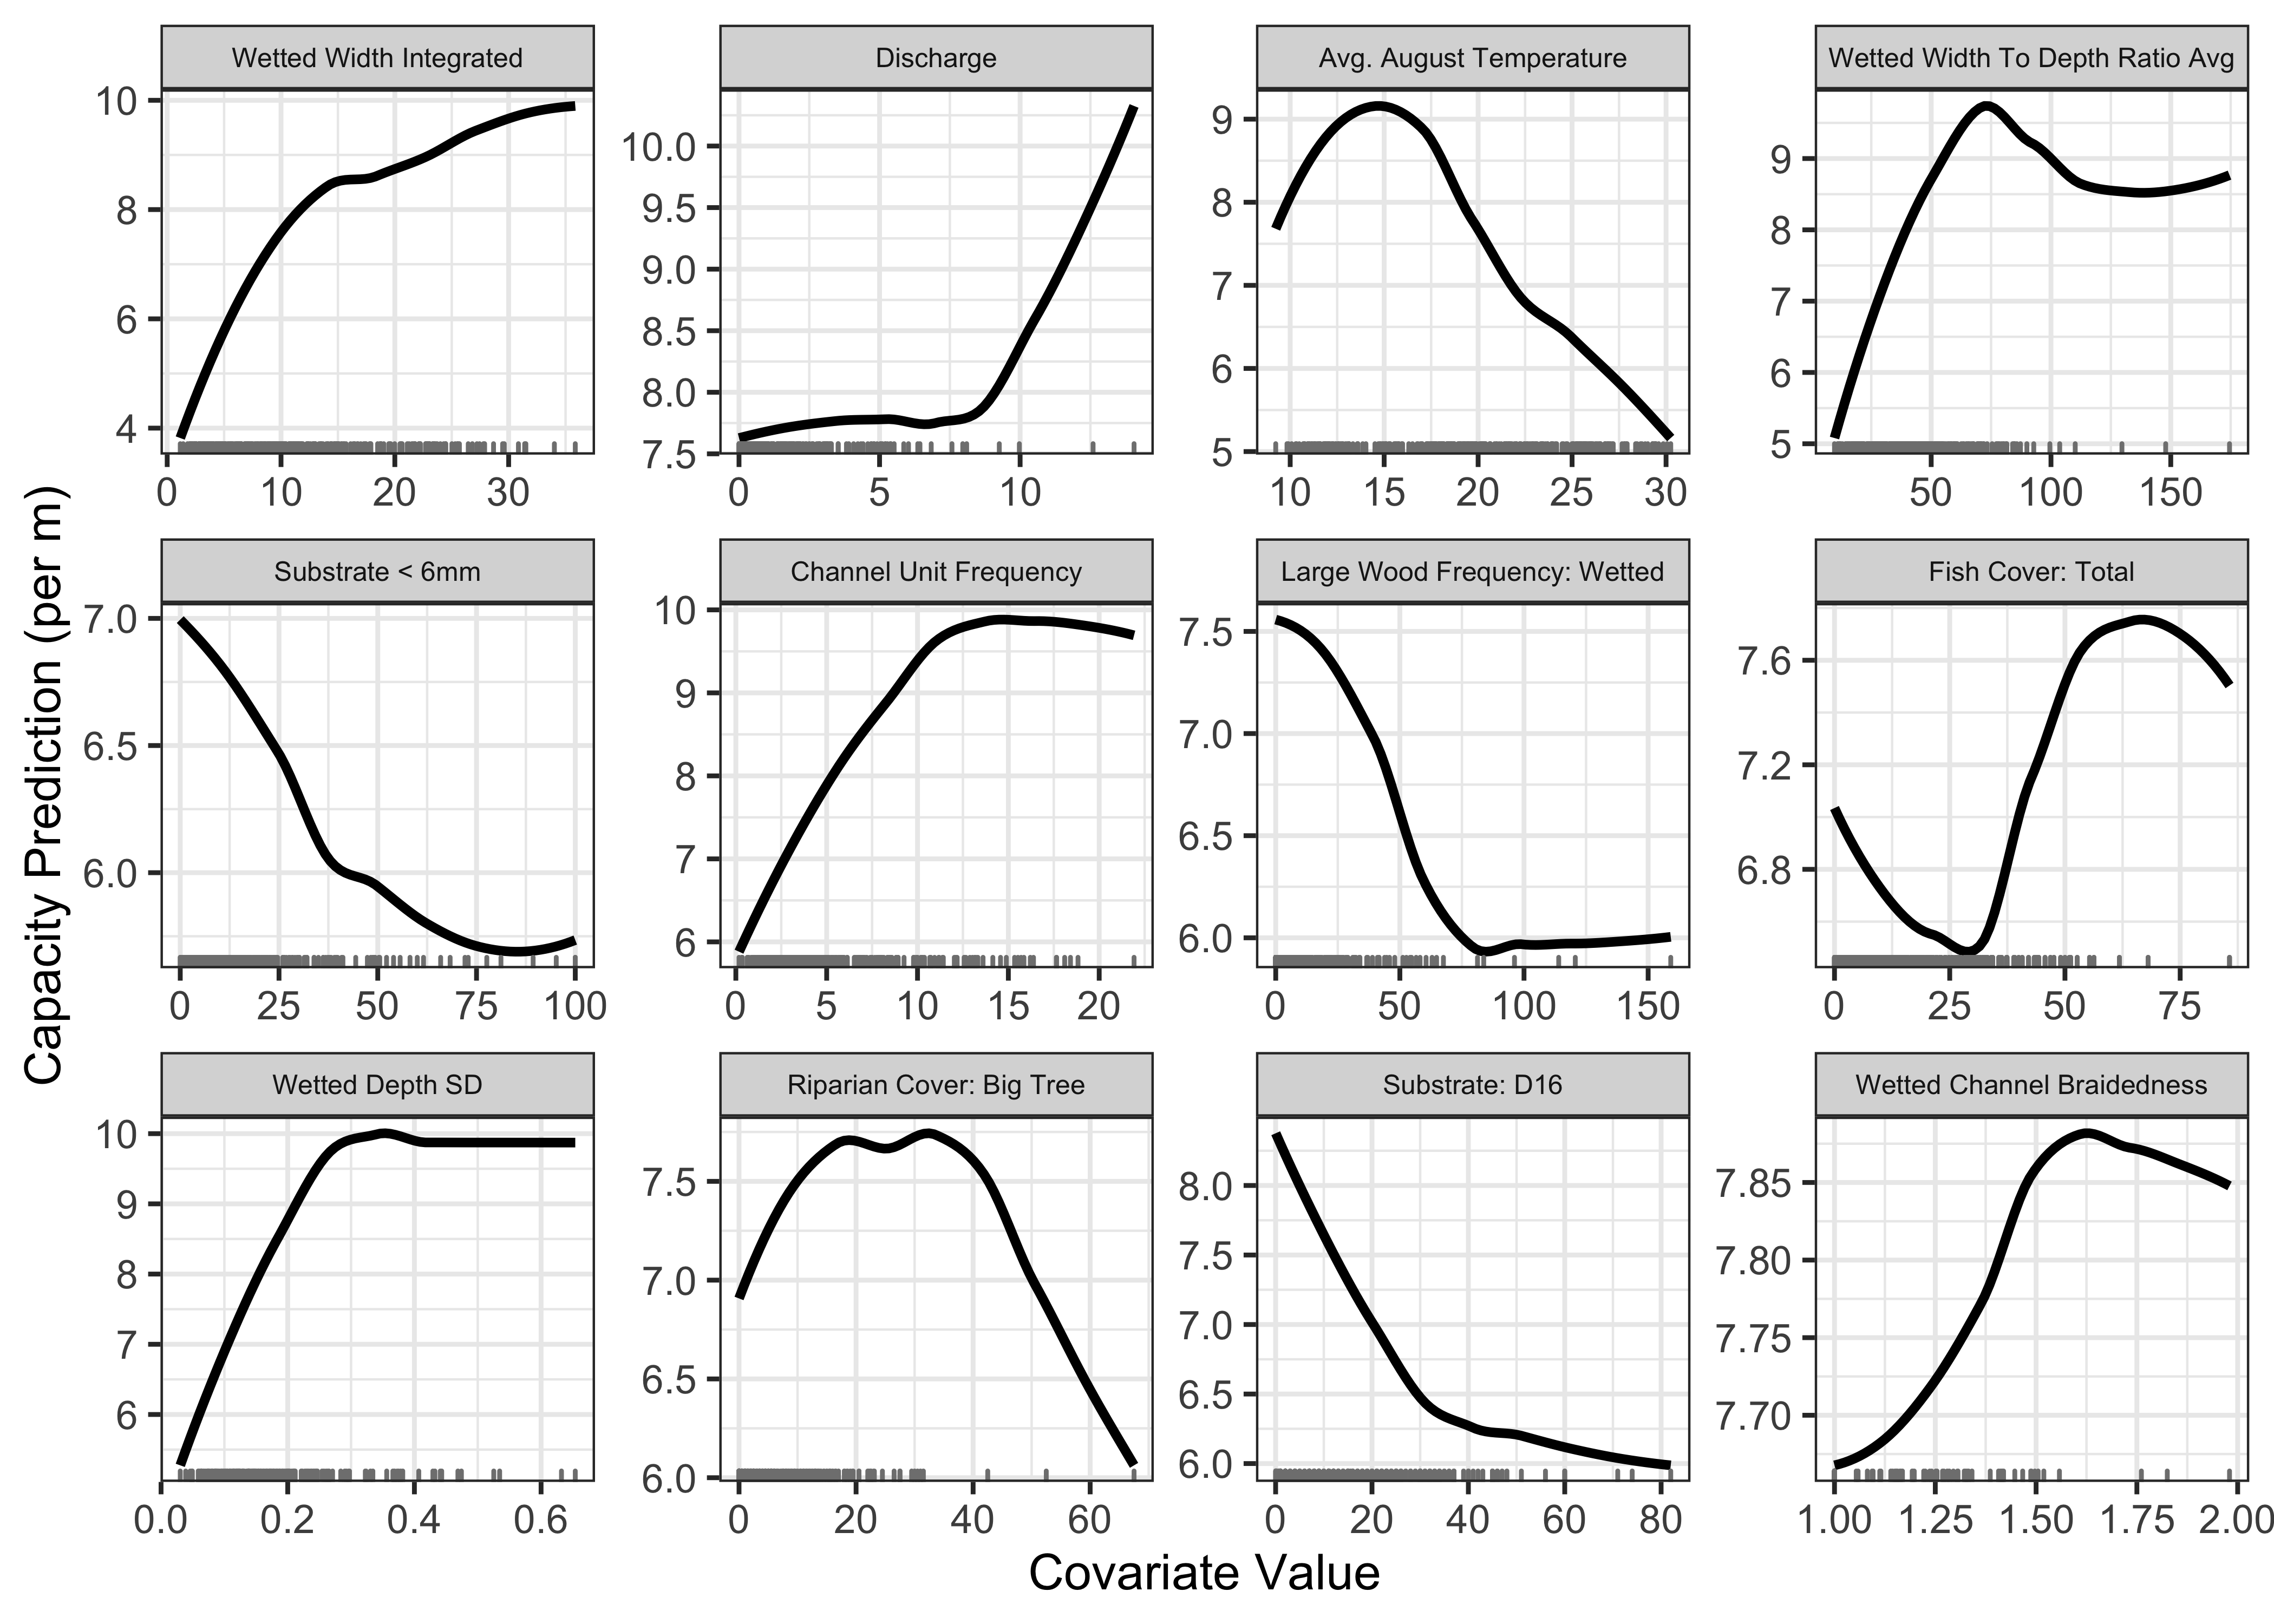 Wetted Width Integrated
Discharge
Avg. August Temperature
Wetted Width To Depth Ratio Avg
10
8
6
4
0 10 20 30
10.0
9.5
9.0
8.5
8.0
7.5
0 5 10
9
8
7
6
5
10 15 20 25 30
9
8
7
6
5
50 100 150
Capacity Prediction (per m)
Substrate < 6mm
Channel Unit Frequency
Large Wood Frequency: Wetted
Fish Cover: Total
7.0
6.5
6.0
0 25 50 75 100
10
9
8
7
6
0 5 10 15 20
7.5
7.0
6.5
6.0
0 50 100 150
7.6
7.2
6.8
0 25 50 75
Wetted Depth SD
Riparian Cover: Big Tree
Substrate: D16
Wetted Channel Braidedness
10
9
8
7
6
0.0 0.2 0.4 0.6
7.5
7.0
6.5
6.0
0 20 40 60
8.0
7.5
7.0
6.5
6.0
0 20 40 60 80
7.85
7.80
7.75
7.70
1.00 1.25 1.50 1.75 2.00
Covariate Value